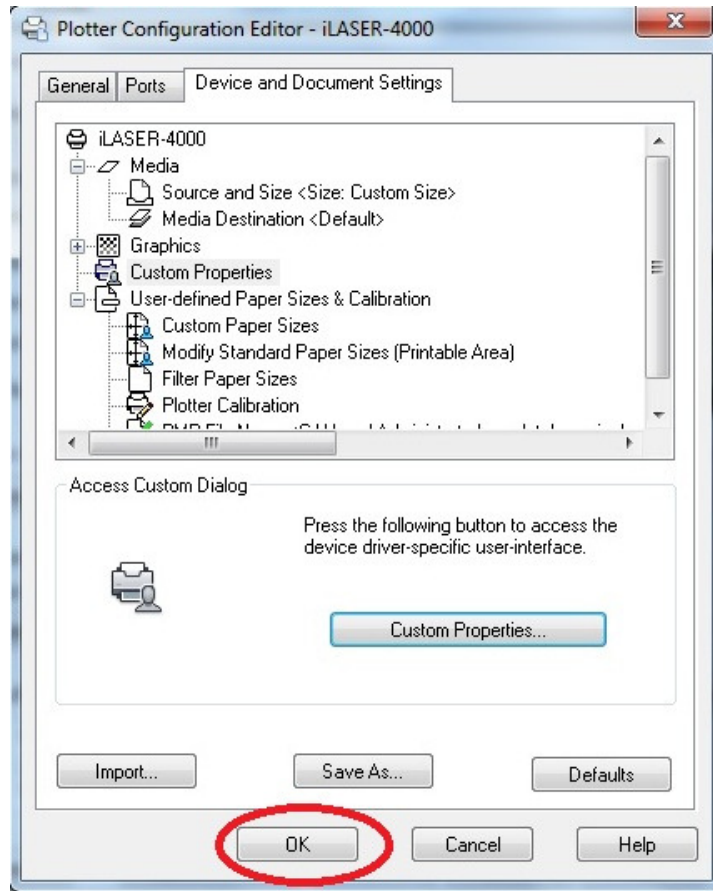 Plotter Configuration Editor - iLASER-4000
General Ports Device and Document Settings
iLASER-4000
Media
Source and Size <Size: Custom Size>
Media Destination <Default>
Graphics
Custom Properties
User-defined Paper Sizes & Calibration
Custom Paper Sizes
Modify Standard Paper Sizes (Printable Area)
Filter Paper Sizes
Plotter Calibration
Access Custom Dialog
Press the following button to access the
device driver-specific user-interface.
Custom Properties...
Import... Save As... Defaults
OK Cancel Help